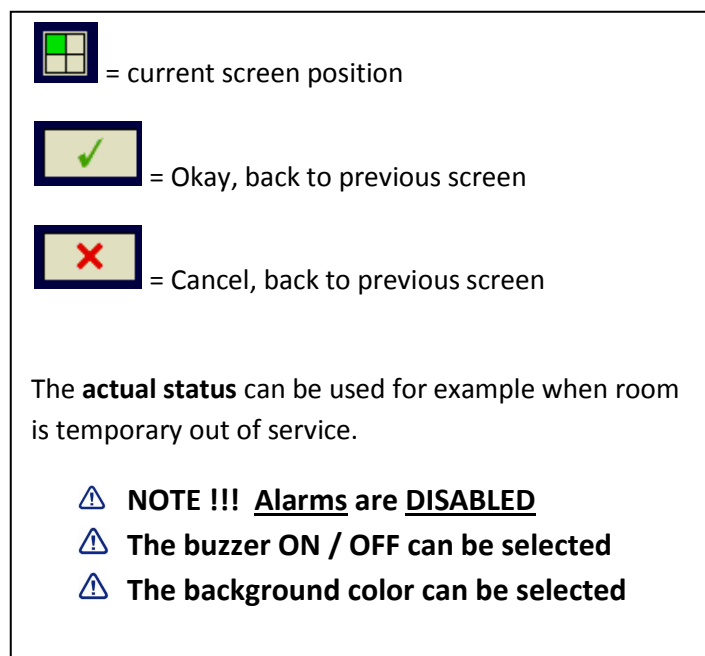 = current screen position
= Okay, back to previous screen
= Cancel, back to previous screen
The actual status can be used for example when room
is temporary out of service.
NOTE !!! Alarms are DISABLED
The buzzer ON / OFF can be selected
The background color can be selected